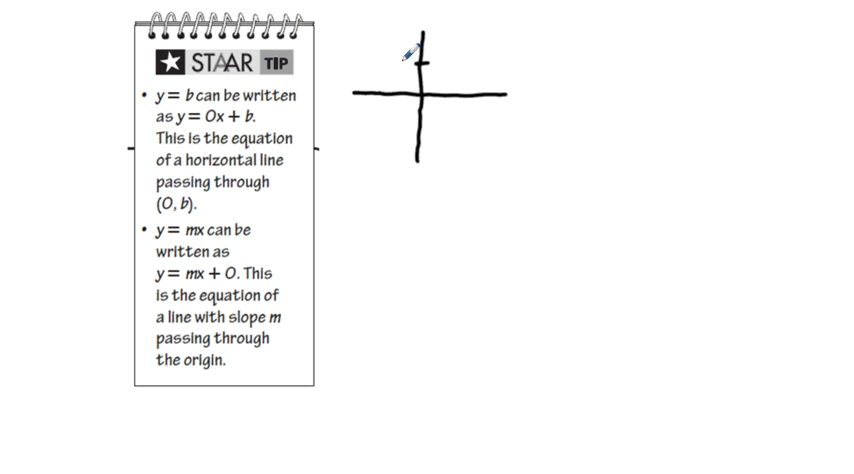 STAAR TIP
• y = b can be written
as y = 0x + b.
This is the equation
of a horizontal line
passing through
(0, b).
• y = mx can be
written as
y = mx + 0. This
is the equation of
a line with slope m
passing through
the origin.